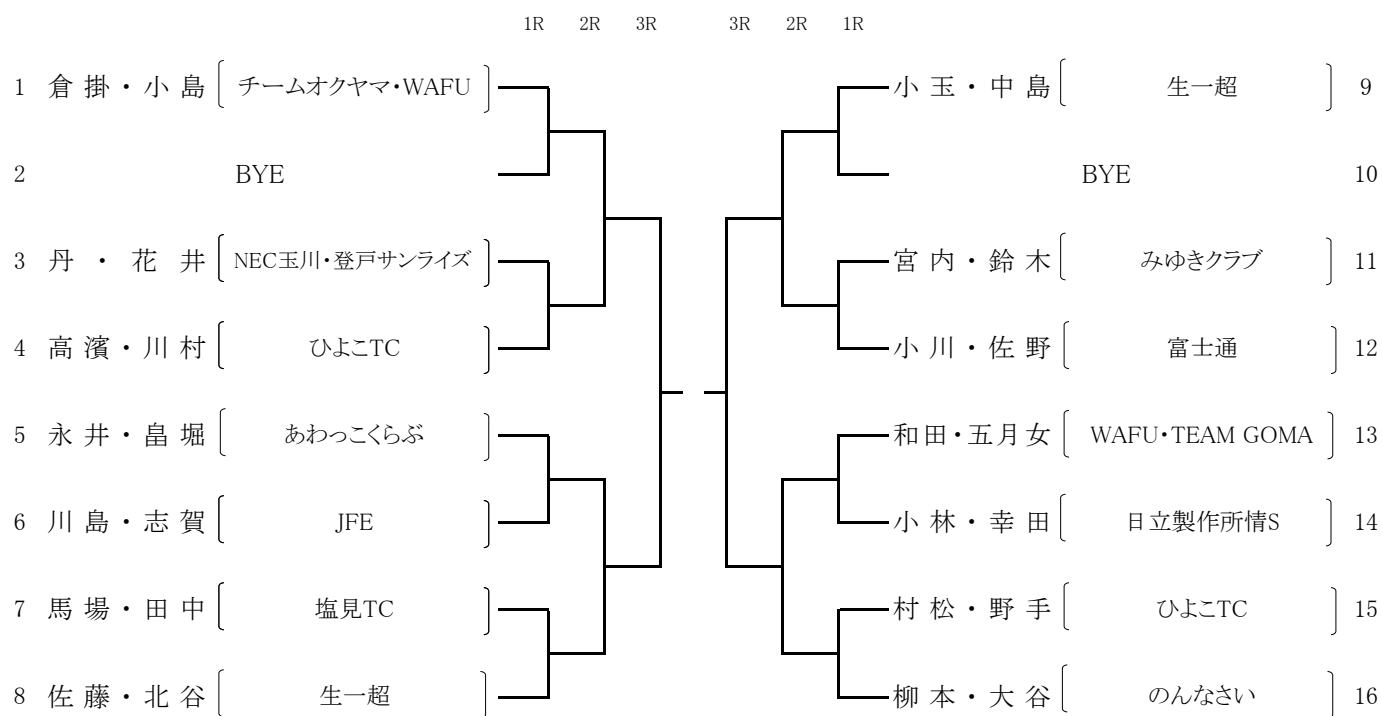 1R 2R 3R 3R 2R 1R
1 倉掛・小島 チームオクヤマ・WAFU 小玉・中島 生一超 9
2 BYE BYE 10
3 丹・花井 NEC玉川・登戸サンライズ 宮内・鈴木 みゆきクラブ 11
4 高濱・川村 ひよこTC 小川・佐野 富士通 12
5 永井・畠堀 あわっこくらぶ 和田・五月女 WAFU・TEAM GOMA 13
6 川島・志賀 JFE 小林・幸田 日立製作所情S 14
7 馬場・田中 塩見TC 村松・野手 ひよこTC 15
8 佐藤・北谷 生一超 柳本・大谷 のんなさい 16